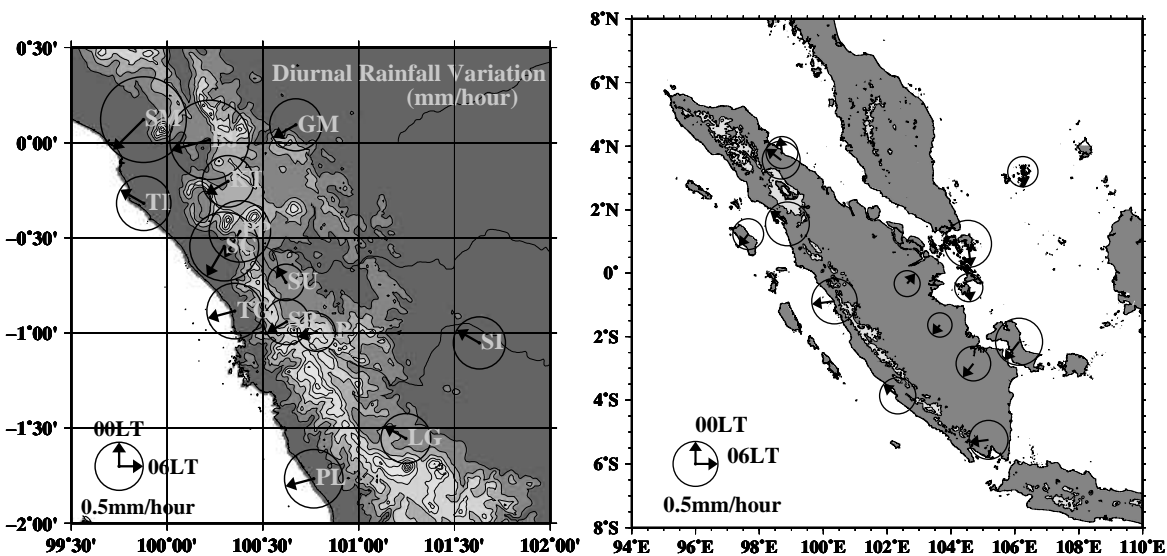 0˚30'
0˚00'
−0˚30'
−1˚00'
−1˚30'
−2˚00'
99˚30'
100˚00'
100˚30'
101˚00'
101˚30'
102˚00'
Diurnal Rainfall Variation
(mm/hour)
SM
GM
TI
SU
SI
LG
PL
00LT
06LT
0.5mm/hour
8˚N
6˚N
4˚N
2˚N
0˚
2˚S
4˚S
6˚S
8˚S
94˚E
96˚E
98˚E
100˚E
102˚E
104˚E
106˚E
108˚E
110˚E
00LT
06LT
0.5mm/hour